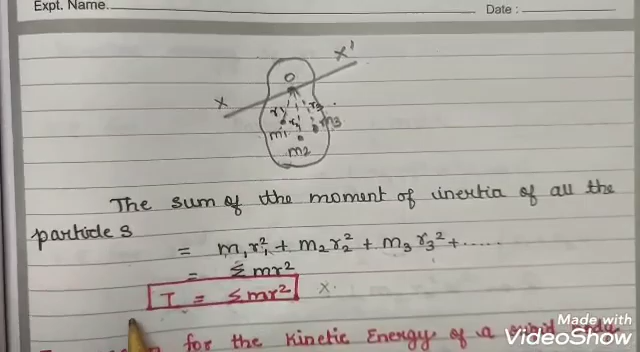 Expt. Name.
Date :
X'
O
X
r1 r2 r3
m1 m3
m2
The sum of the moment of inertia of all the
particles
= m1r1² + m2r2² + m3r3² + ......
= Σmr²
I = Σmr² x.
for the Kinetic Energy of a
Made with
VideoShow